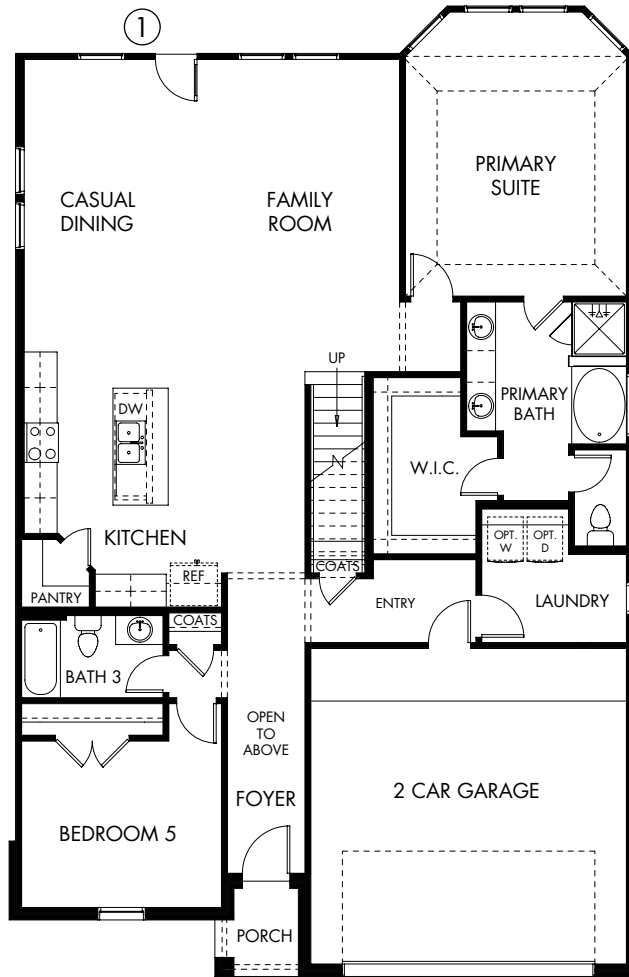 1
CASUAL
DINING
FAMILY
ROOM
PRIMARY
SUITE
UP
DW
PRIMARY
BATH
W.I.C.
KITCHEN
OPT.
W
OPT.
D
PANTRY
REF
COATS
COATS
ENTRY
LAUNDRY
BATH 3
OPEN
TO
ABOVE
FOYER
2 CAR GARAGE
BEDROOM 5
PORCH